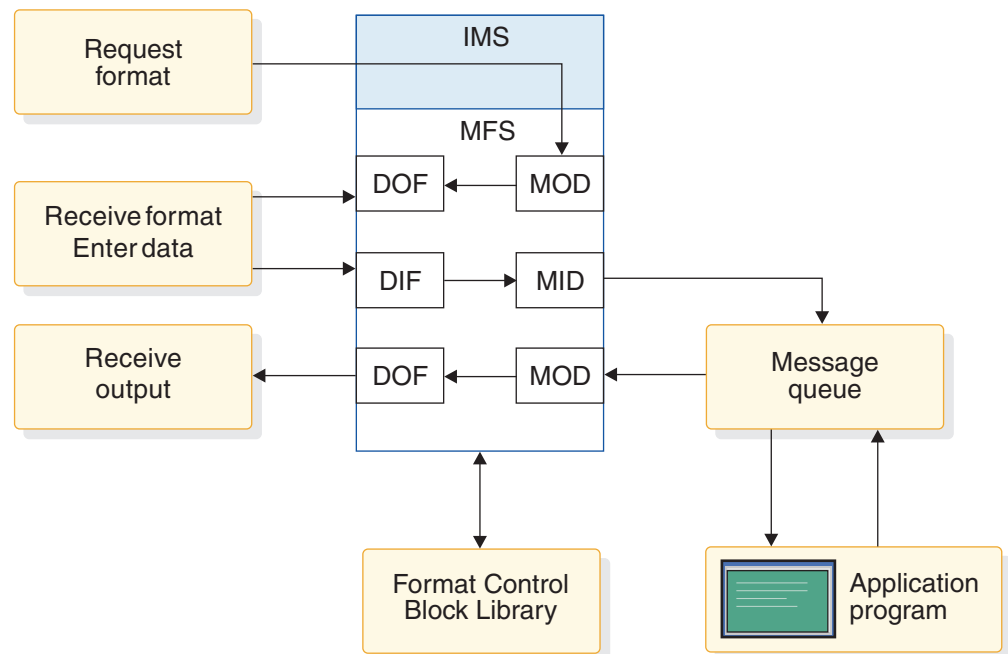 Request
format
IMS
MFS
DOF
MOD
Receive format
Enter data
DIF
MID
Receive
output
DOF
MOD
Message
queue
Format Control
Block Library
Application
program